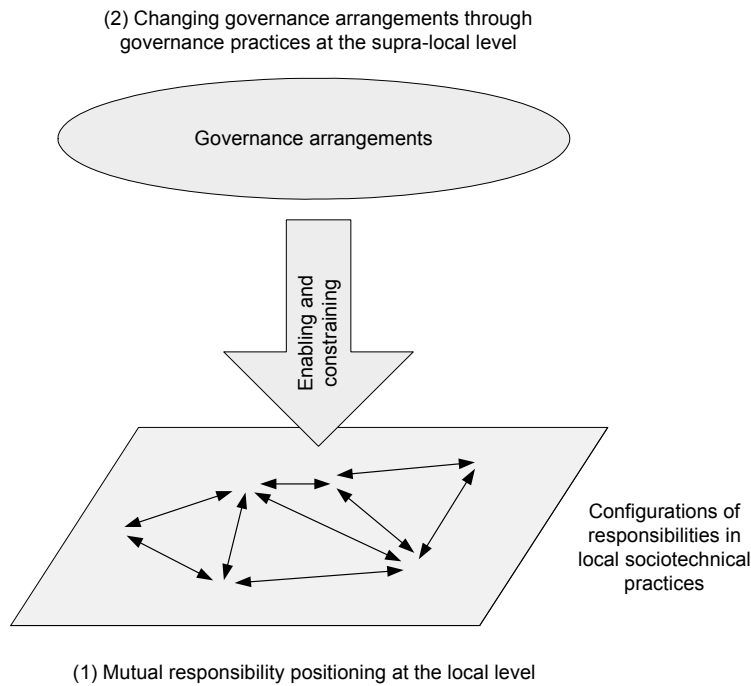 (2) Changing governance arrangements through
governance practices at the supra-local level
Governance arrangements
Enabling and
constraining
Configurations of
responsibilities in
local sociotechnical
practices
(1) Mutual responsibility positioning at the local level